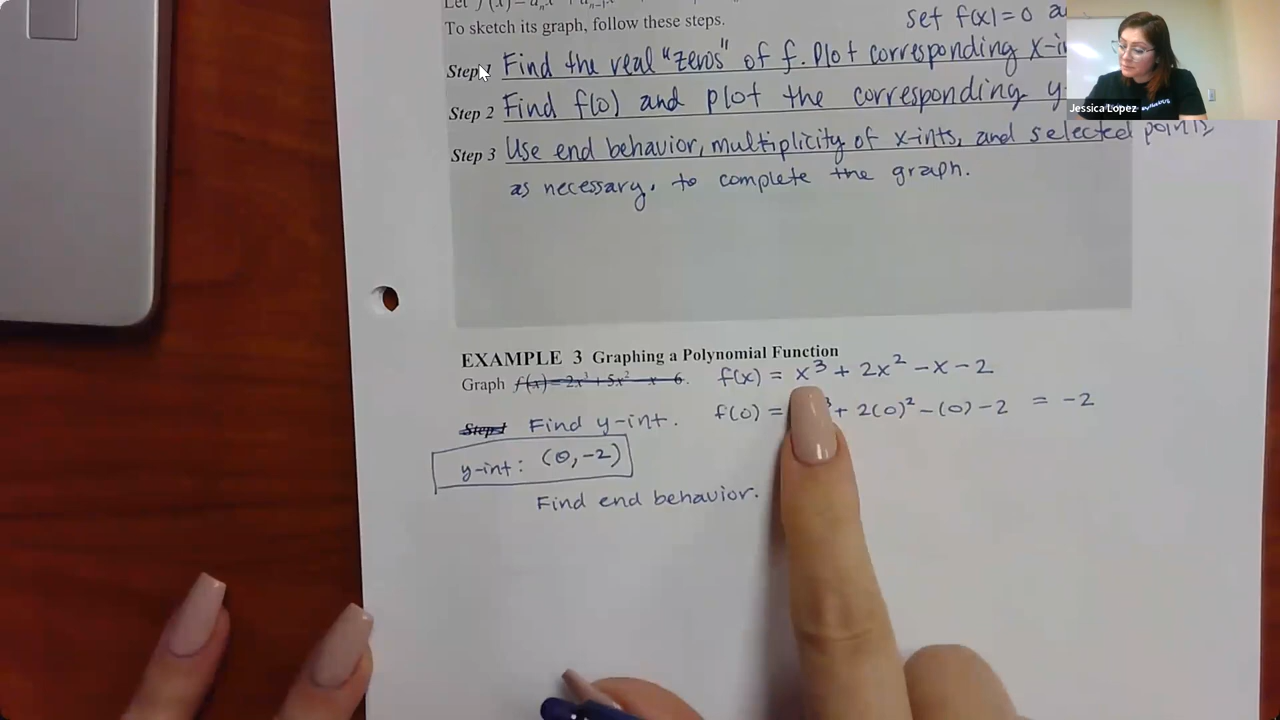 To sketch its graph, follow these steps.
set f(x)=0
Step 1 Find the real "zeros" of f. Plot corresponding x-in
Step 2 Find f(0) and plot the corresponding y-
Step 3 Use end behavior, multiplicity of x-ints, and selected points
as necessary, to complete the graph.
Jessica Lopez
EXAMPLE 3 Graphing a Polynomial Function
Graph f(x) = 2x³ + 5x² - x - 6. f(x) = x³ + 2x² - x - 2
Step 1 Find y-int. f(0) = ³ + 2(0)² - (0) - 2 = -2
y-int: (0,-2)
Find end behavior.